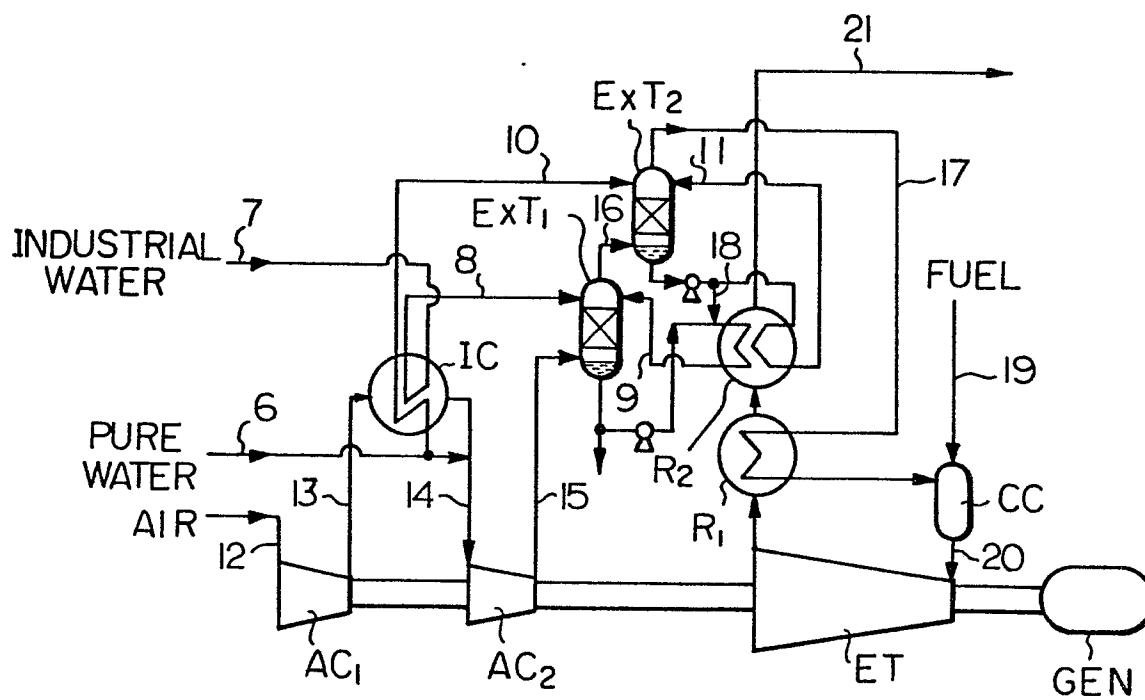 21
ExT2
10
11
17
7
ExT1
16
INDUSTRIAL
WATER
8
18
FUEL
IC
9
19
6
PURE
WATER
R2
13
14
15
CC
AIR
R1
12
20
AC1
AC2
ET
GEN